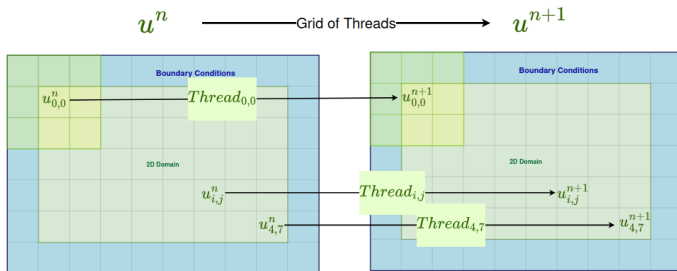 u^n Grid of Threads u^{n+1}
Boundary Conditions Boundary Conditions
u^n_{0,0} Thread_{0,0} u^{n+1}_{0,0}
2D Domain 2D Domain
u^n_{i,j} Thread_{i,j} u^{n+1}_{i,j}
u^n_{4,7} Thread_{4,7} u^{n+1}_{4,7}